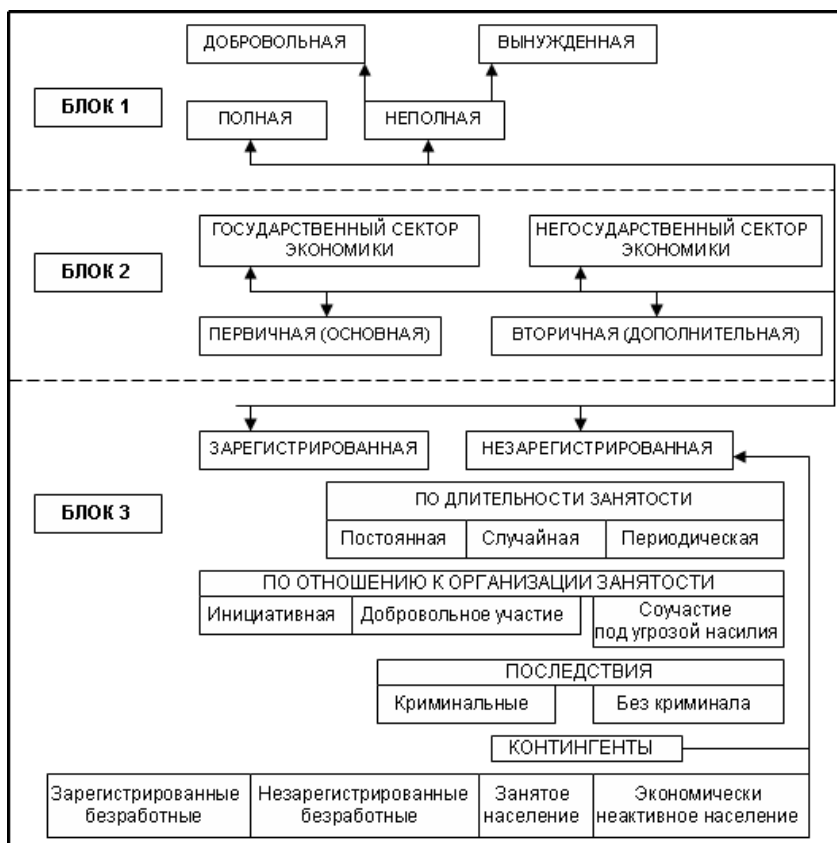 ДОБРОВОЛЬНАЯ
ВЫНУЖДЕННАЯ
БЛОК 1
ПОЛНАЯ
НЕПОЛНАЯ
ГОСУДАРСТВЕННЫЙ СЕКТОР
ЭКОНОМИКИ
НЕГОСУДАРСТВЕННЫЙ СЕКТОР
ЭКОНОМИКИ
БЛОК 2
ПЕРВИЧНАЯ (ОСНОВНАЯ)
ВТОРИЧНАЯ (ДОПОЛНИТЕЛЬНАЯ)
ЗАРЕГИСТРИРОВАННАЯ
НЕЗАРЕГИСТРИРОВАННАЯ
БЛОК 3
ПО ДЛИТЕЛЬНОСТИ ЗАНЯТОСТИ
Постоянная
Случайная
Периодическая
ПО ОТНОШЕНИЮ К ОРГАНИЗАЦИИ ЗАНЯТОСТИ
Инициативная
Добровольное участие
Соучастие
под угрозой насилия
ПОСЛЕДСТВИЯ
Криминальные
Без криминала
КОНТИНГЕНТЫ
Зарегистрированные
безработные
Незарегистрированные
безработные
Занятое
население
Экономически
неактивное население